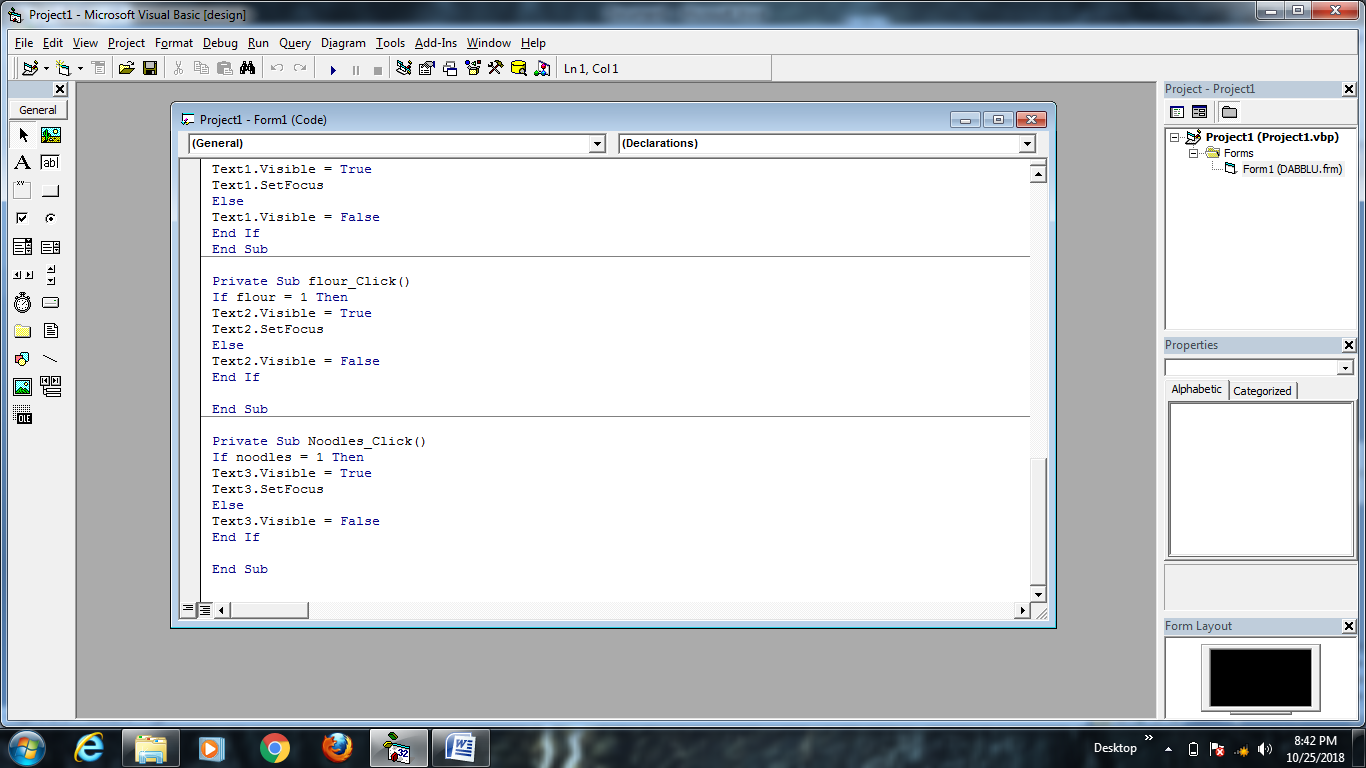 Project1 - Microsoft Visual Basic [design]
File Edit View Project Format Debug Run Query Diagram Tools Add-Ins Window Help
Ln 1, Col 1
General
A
ab
xy
OLE
Project1 - Form1 (Code)
(General)
(Declarations)
Text1.Visible = True
Text1.SetFocus
Else
Text1.Visible = False
End If
End Sub
Private Sub flour_Click()
If flour = 1 Then
Text2.Visible = True
Text2.SetFocus
Else
Text2.Visible = False
End If
End Sub
Private Sub Noodles_Click()
If noodles = 1 Then
Text3.Visible = True
Text3.SetFocus
Else
Text3.Visible = False
End If
End Sub
Project - Project1
Project1 (Project1.vbp)
Forms
Form1 (DABBLU.frm)
Properties
Alphabetic Categorized
Form Layout
32
W
Desktop
8:42 PM
10/25/2018